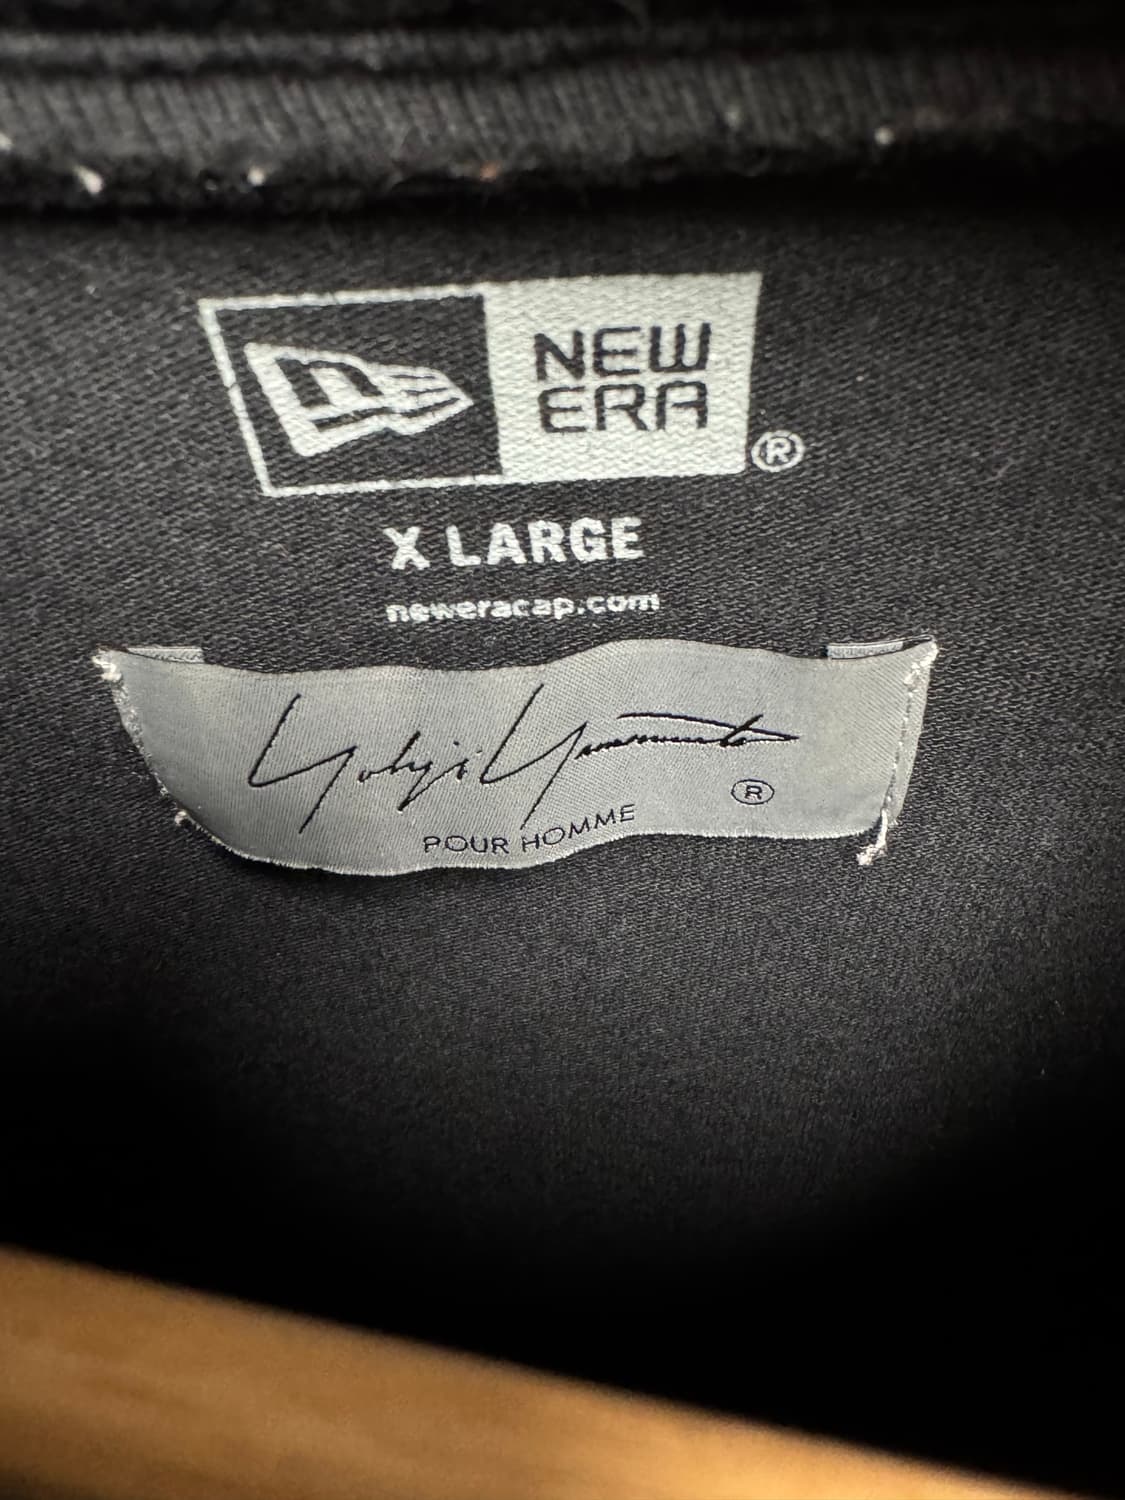 NEW
ERA
®
X LARGE
neweracap.com
Yohji Yamamoto
®
POUR HOMME